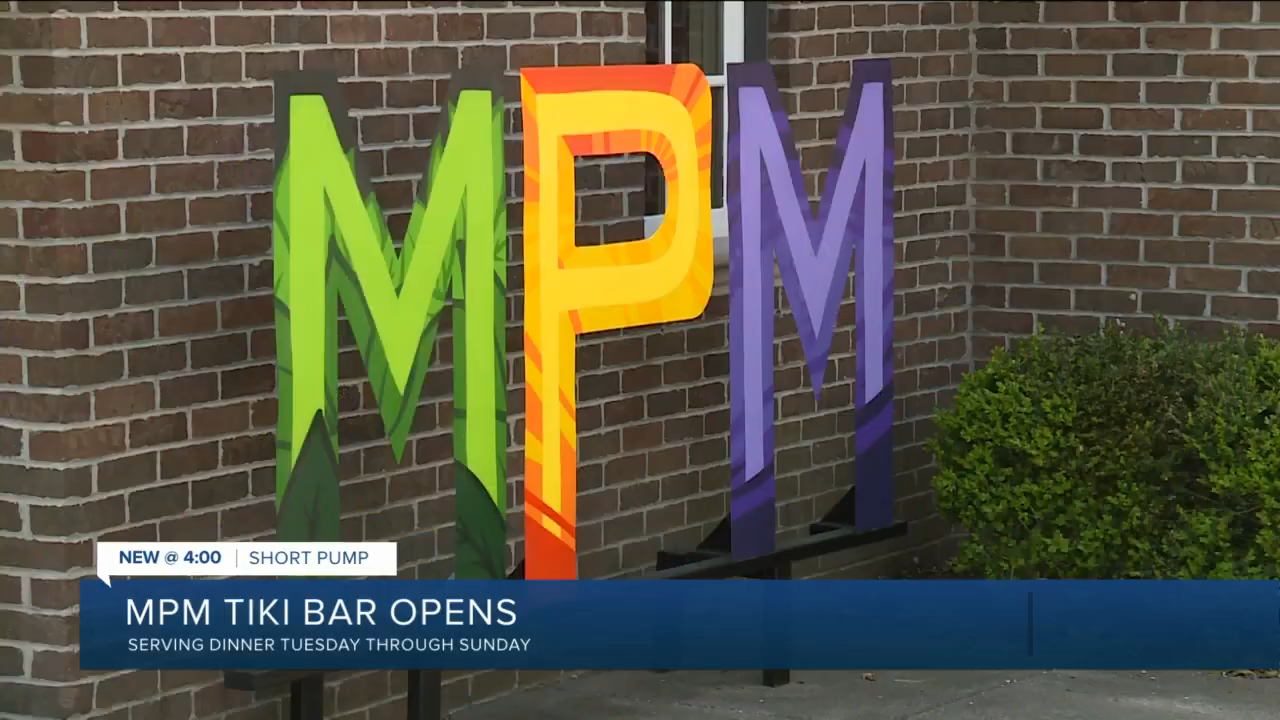 MPM
NEW @ 4:00 | SHORT PUMP
MPM TIKI BAR OPENS
SERVING DINNER TUESDAY THROUGH SUNDAY